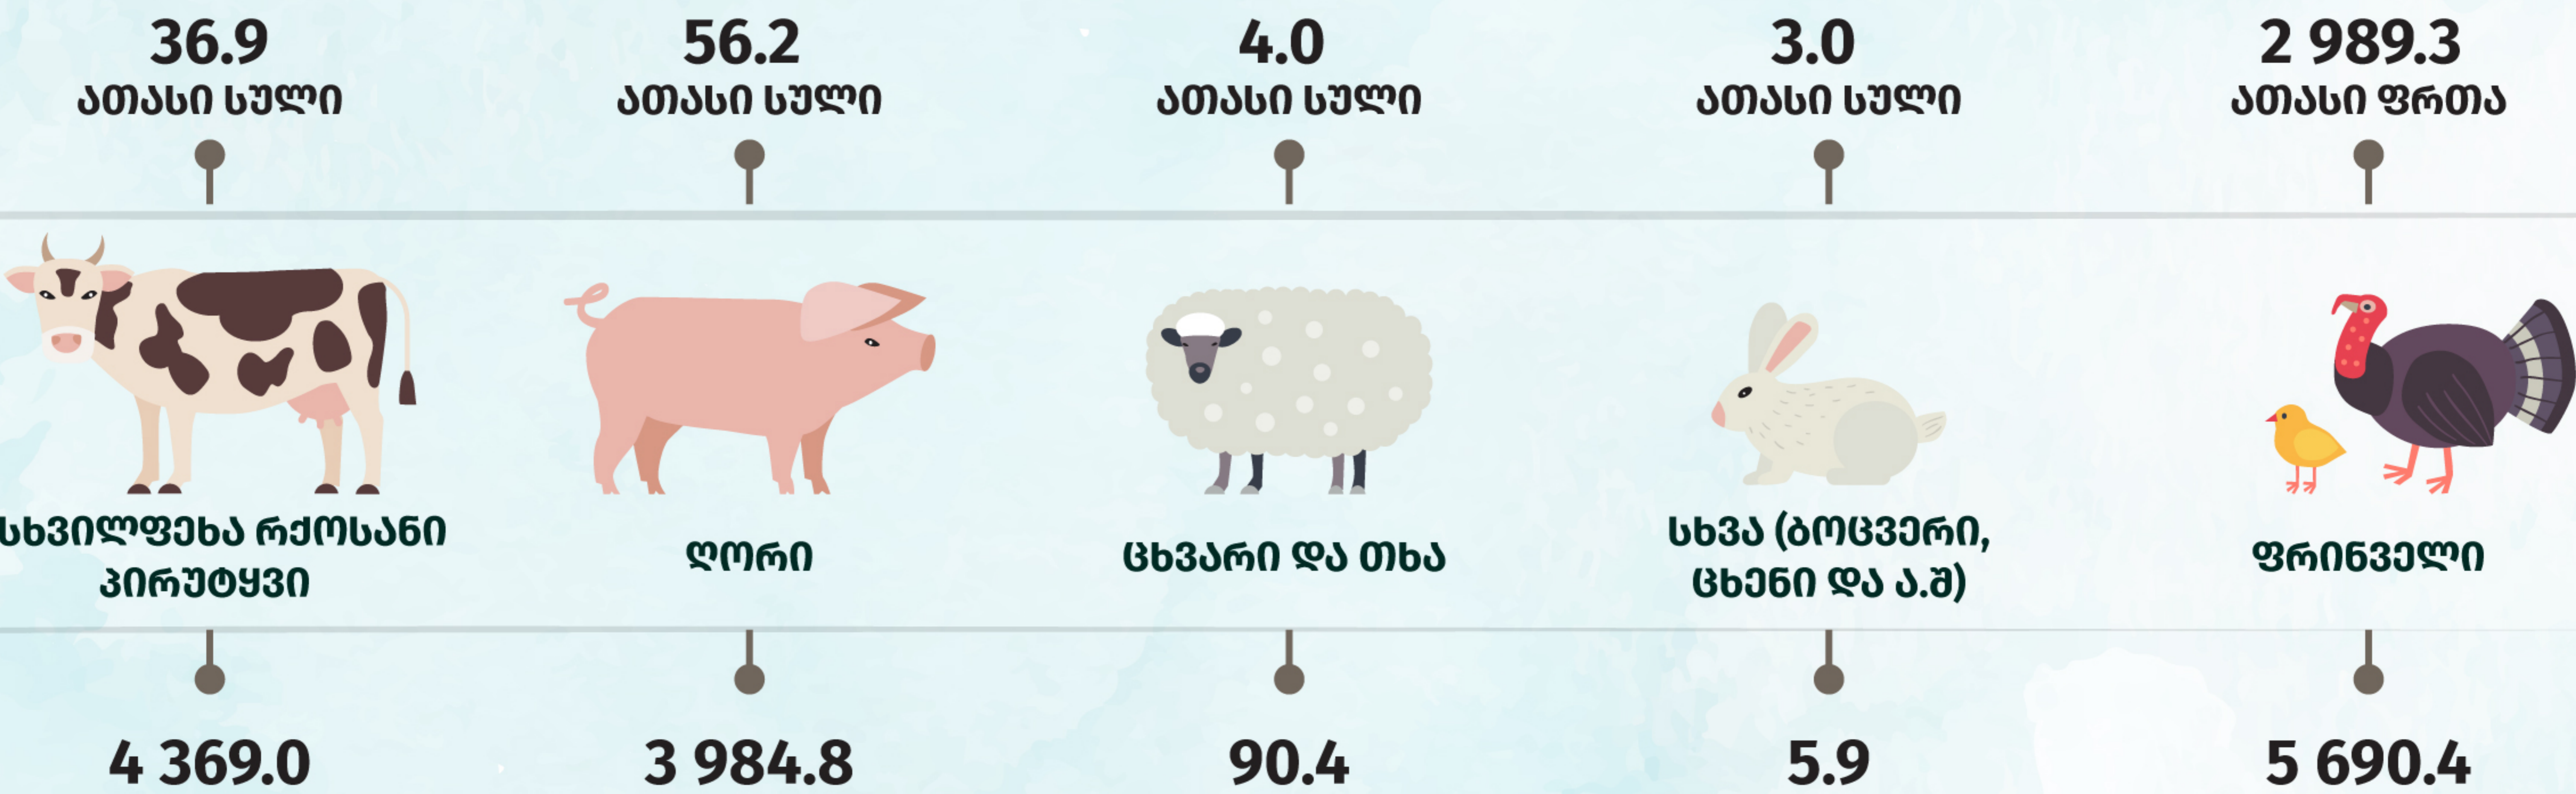 36.9
ათასი სული
56.2
ათასი სული
4.0
ათასი სული
3.0
ათასი სული
2 989.3
ათასი ფრთა
სხვილფეხა რქოსანი
პირუტყვი
ღორი
ცხვარი და თხა
სხვა (ბოცვერი,
ცხენი და ა.შ)
ფრინველი
4 369.0
3 984.8
90.4
5.9
5 690.4